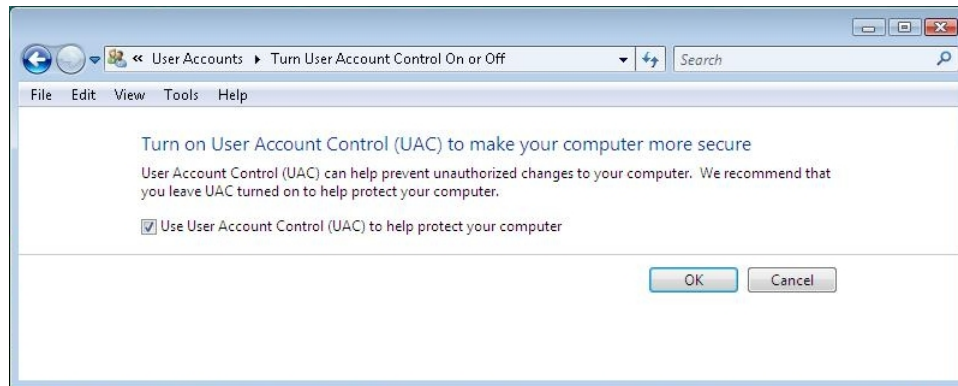 « User Accounts ▸ Turn User Account Control On or Off Search
File Edit View Tools Help
Turn on User Account Control (UAC) to make your computer more secure
User Account Control (UAC) can help prevent unauthorized changes to your computer. We recommend that
you leave UAC turned on to help protect your computer.
Use User Account Control (UAC) to help protect your computer
OK Cancel